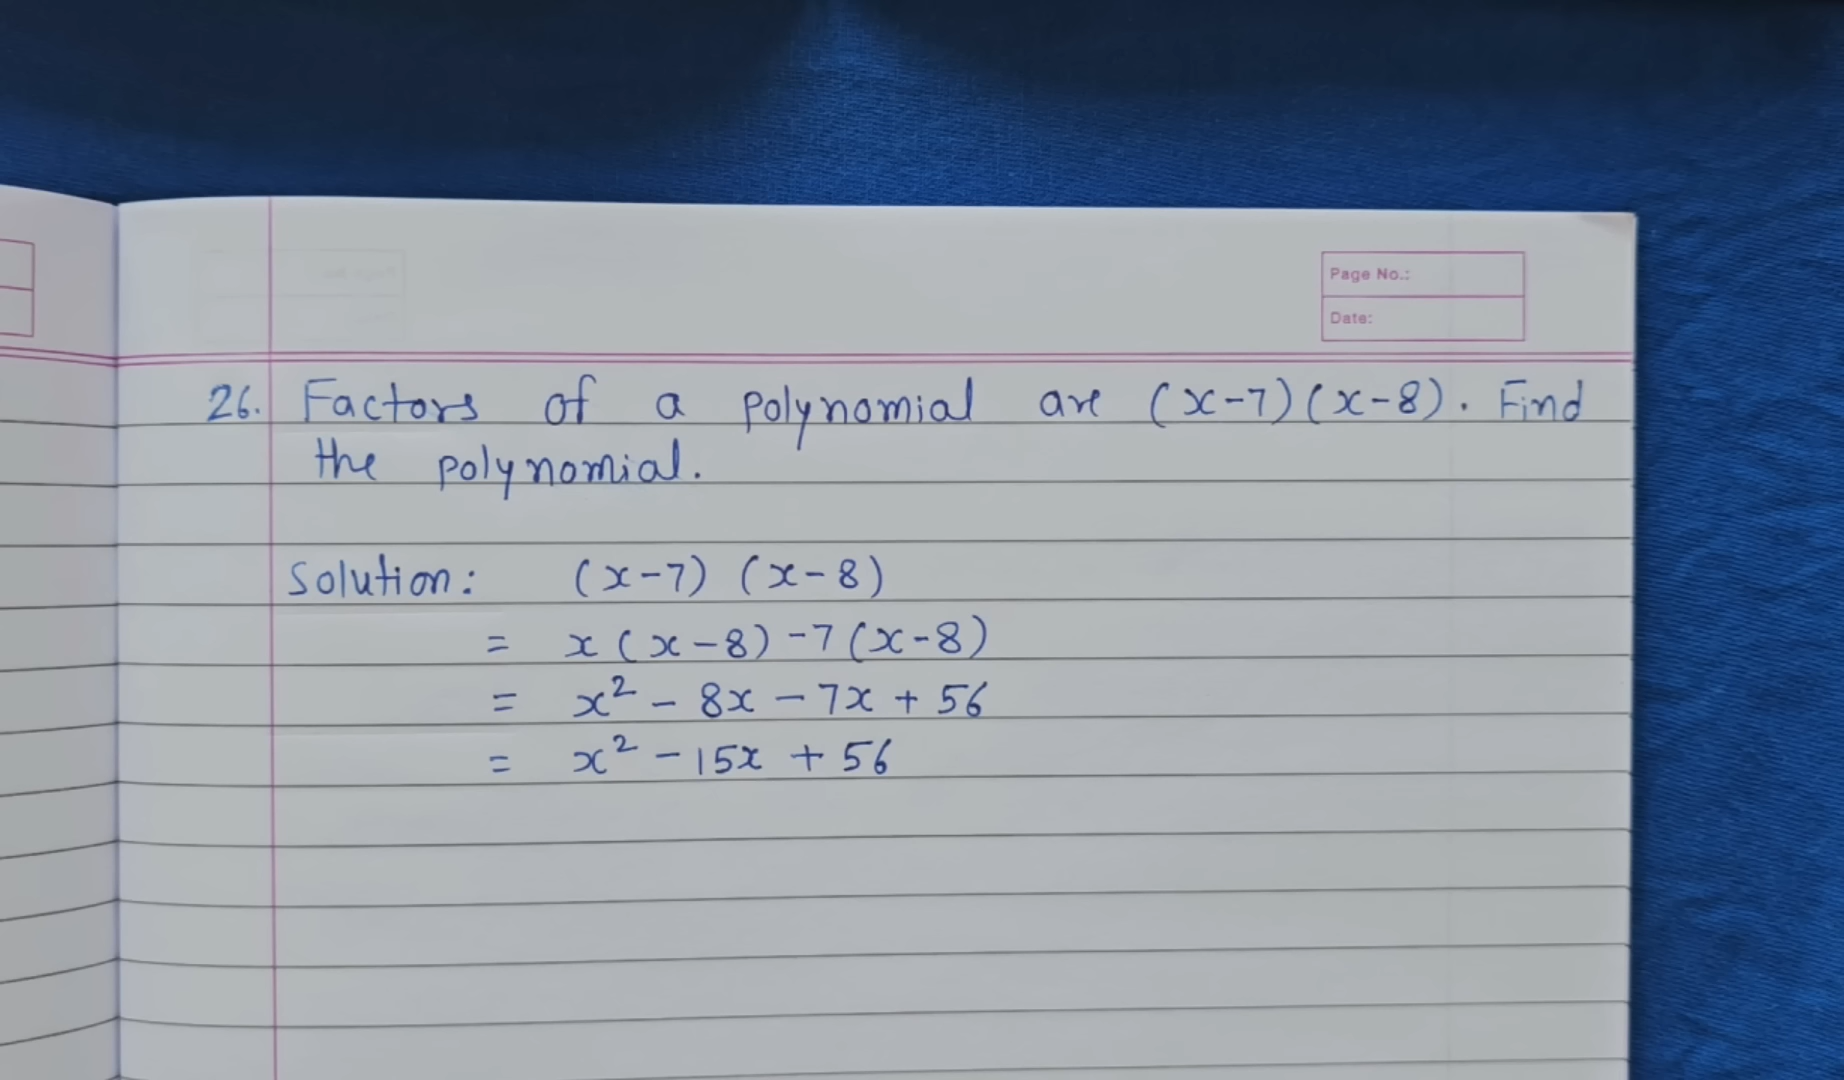 Page No.:
Date:
26. Factors of a polynomial are (x-7)(x-8). Find
the polynomial.
Solution: (x-7) (x-8)
= x(x-8)-7(x-8)
= x² - 8x - 7x + 56
= x² - 15x + 56